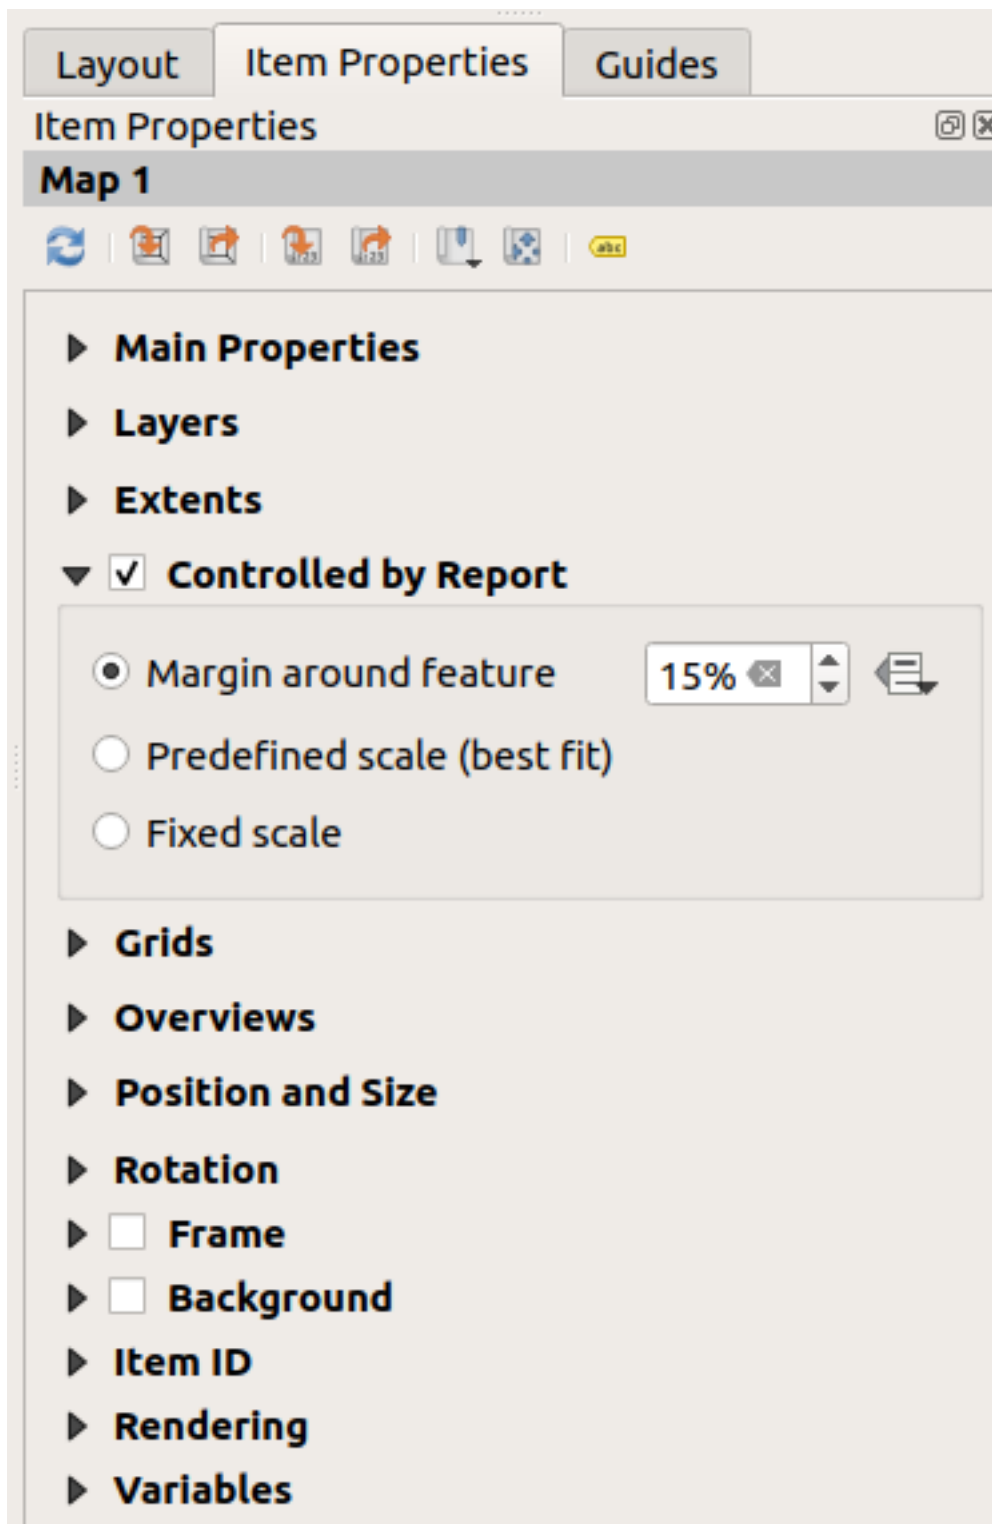 Layout Item Properties Guides
Item Properties
Map 1
abc
Main Properties
Layers
Extents
Controlled by Report
Margin around feature 15%
Predefined scale (best fit)
Fixed scale
Grids
Overviews
Position and Size
Rotation
Frame
Background
Item ID
Rendering
Variables